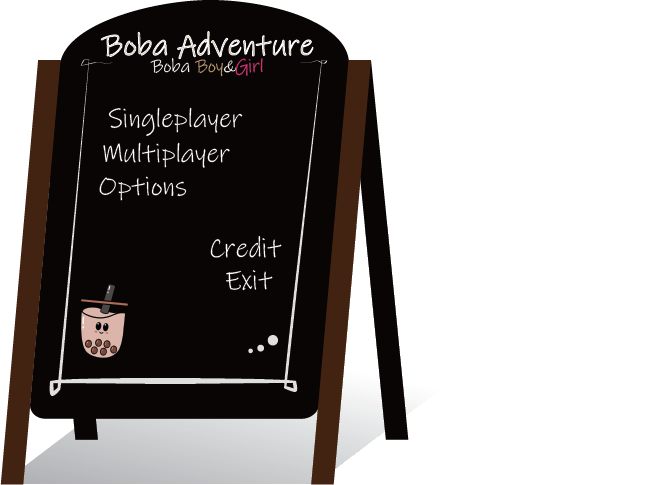 Boba Adventure
Boba Boy&Girl
Singleplayer
Multiplayer
Options
Credit
Exit